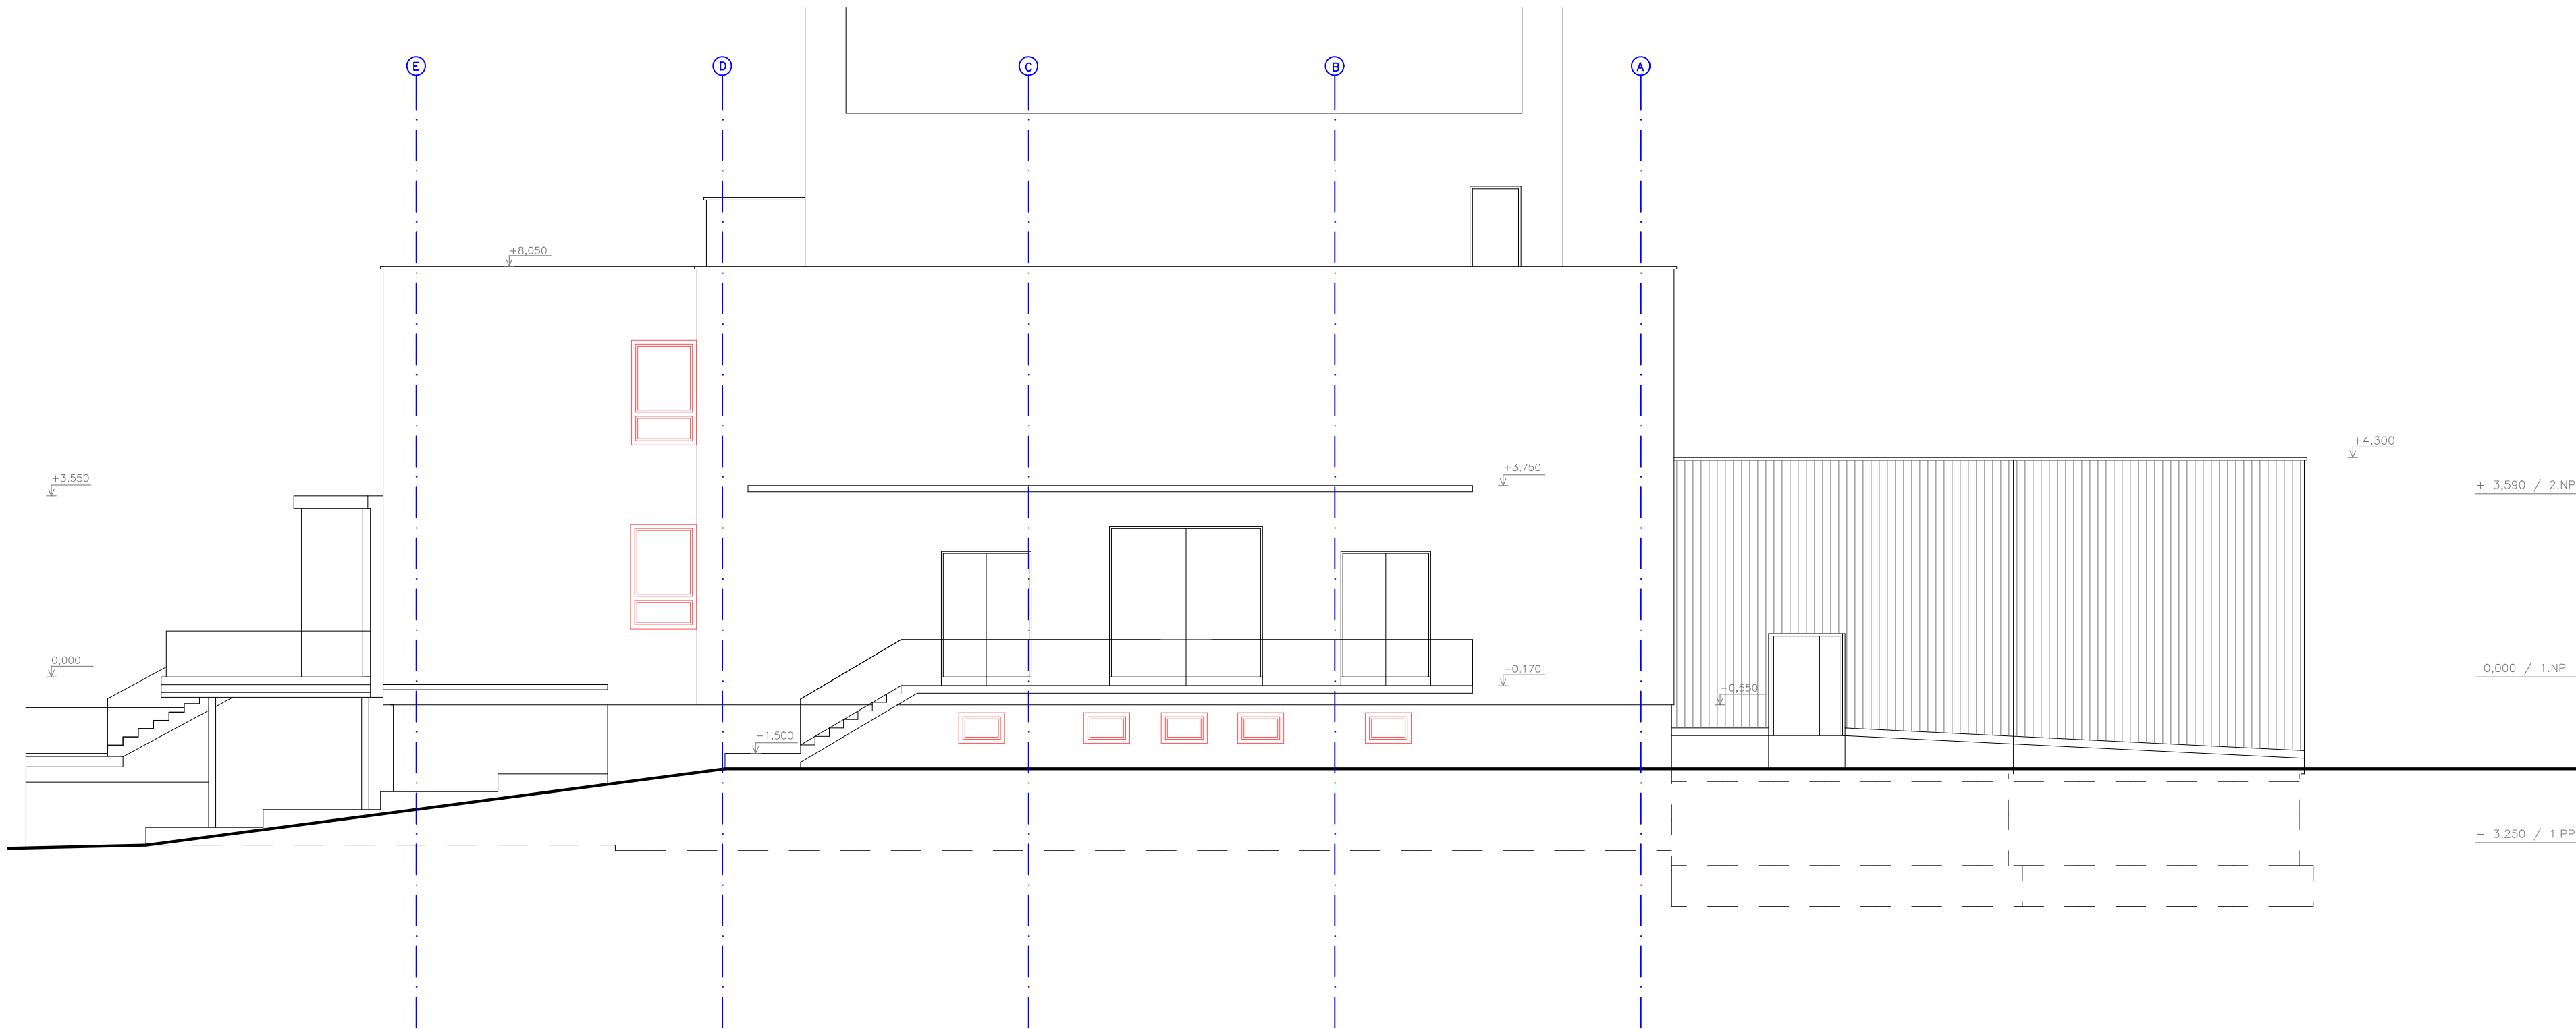 E
D
C
B
A
+8,050
+4,300
+3,750
+3,550
+ 3,590 / 2.NP
0,000
-0,170
0,000 / 1.NP
-0,550
-1,500
- 3,250 / 1.PP